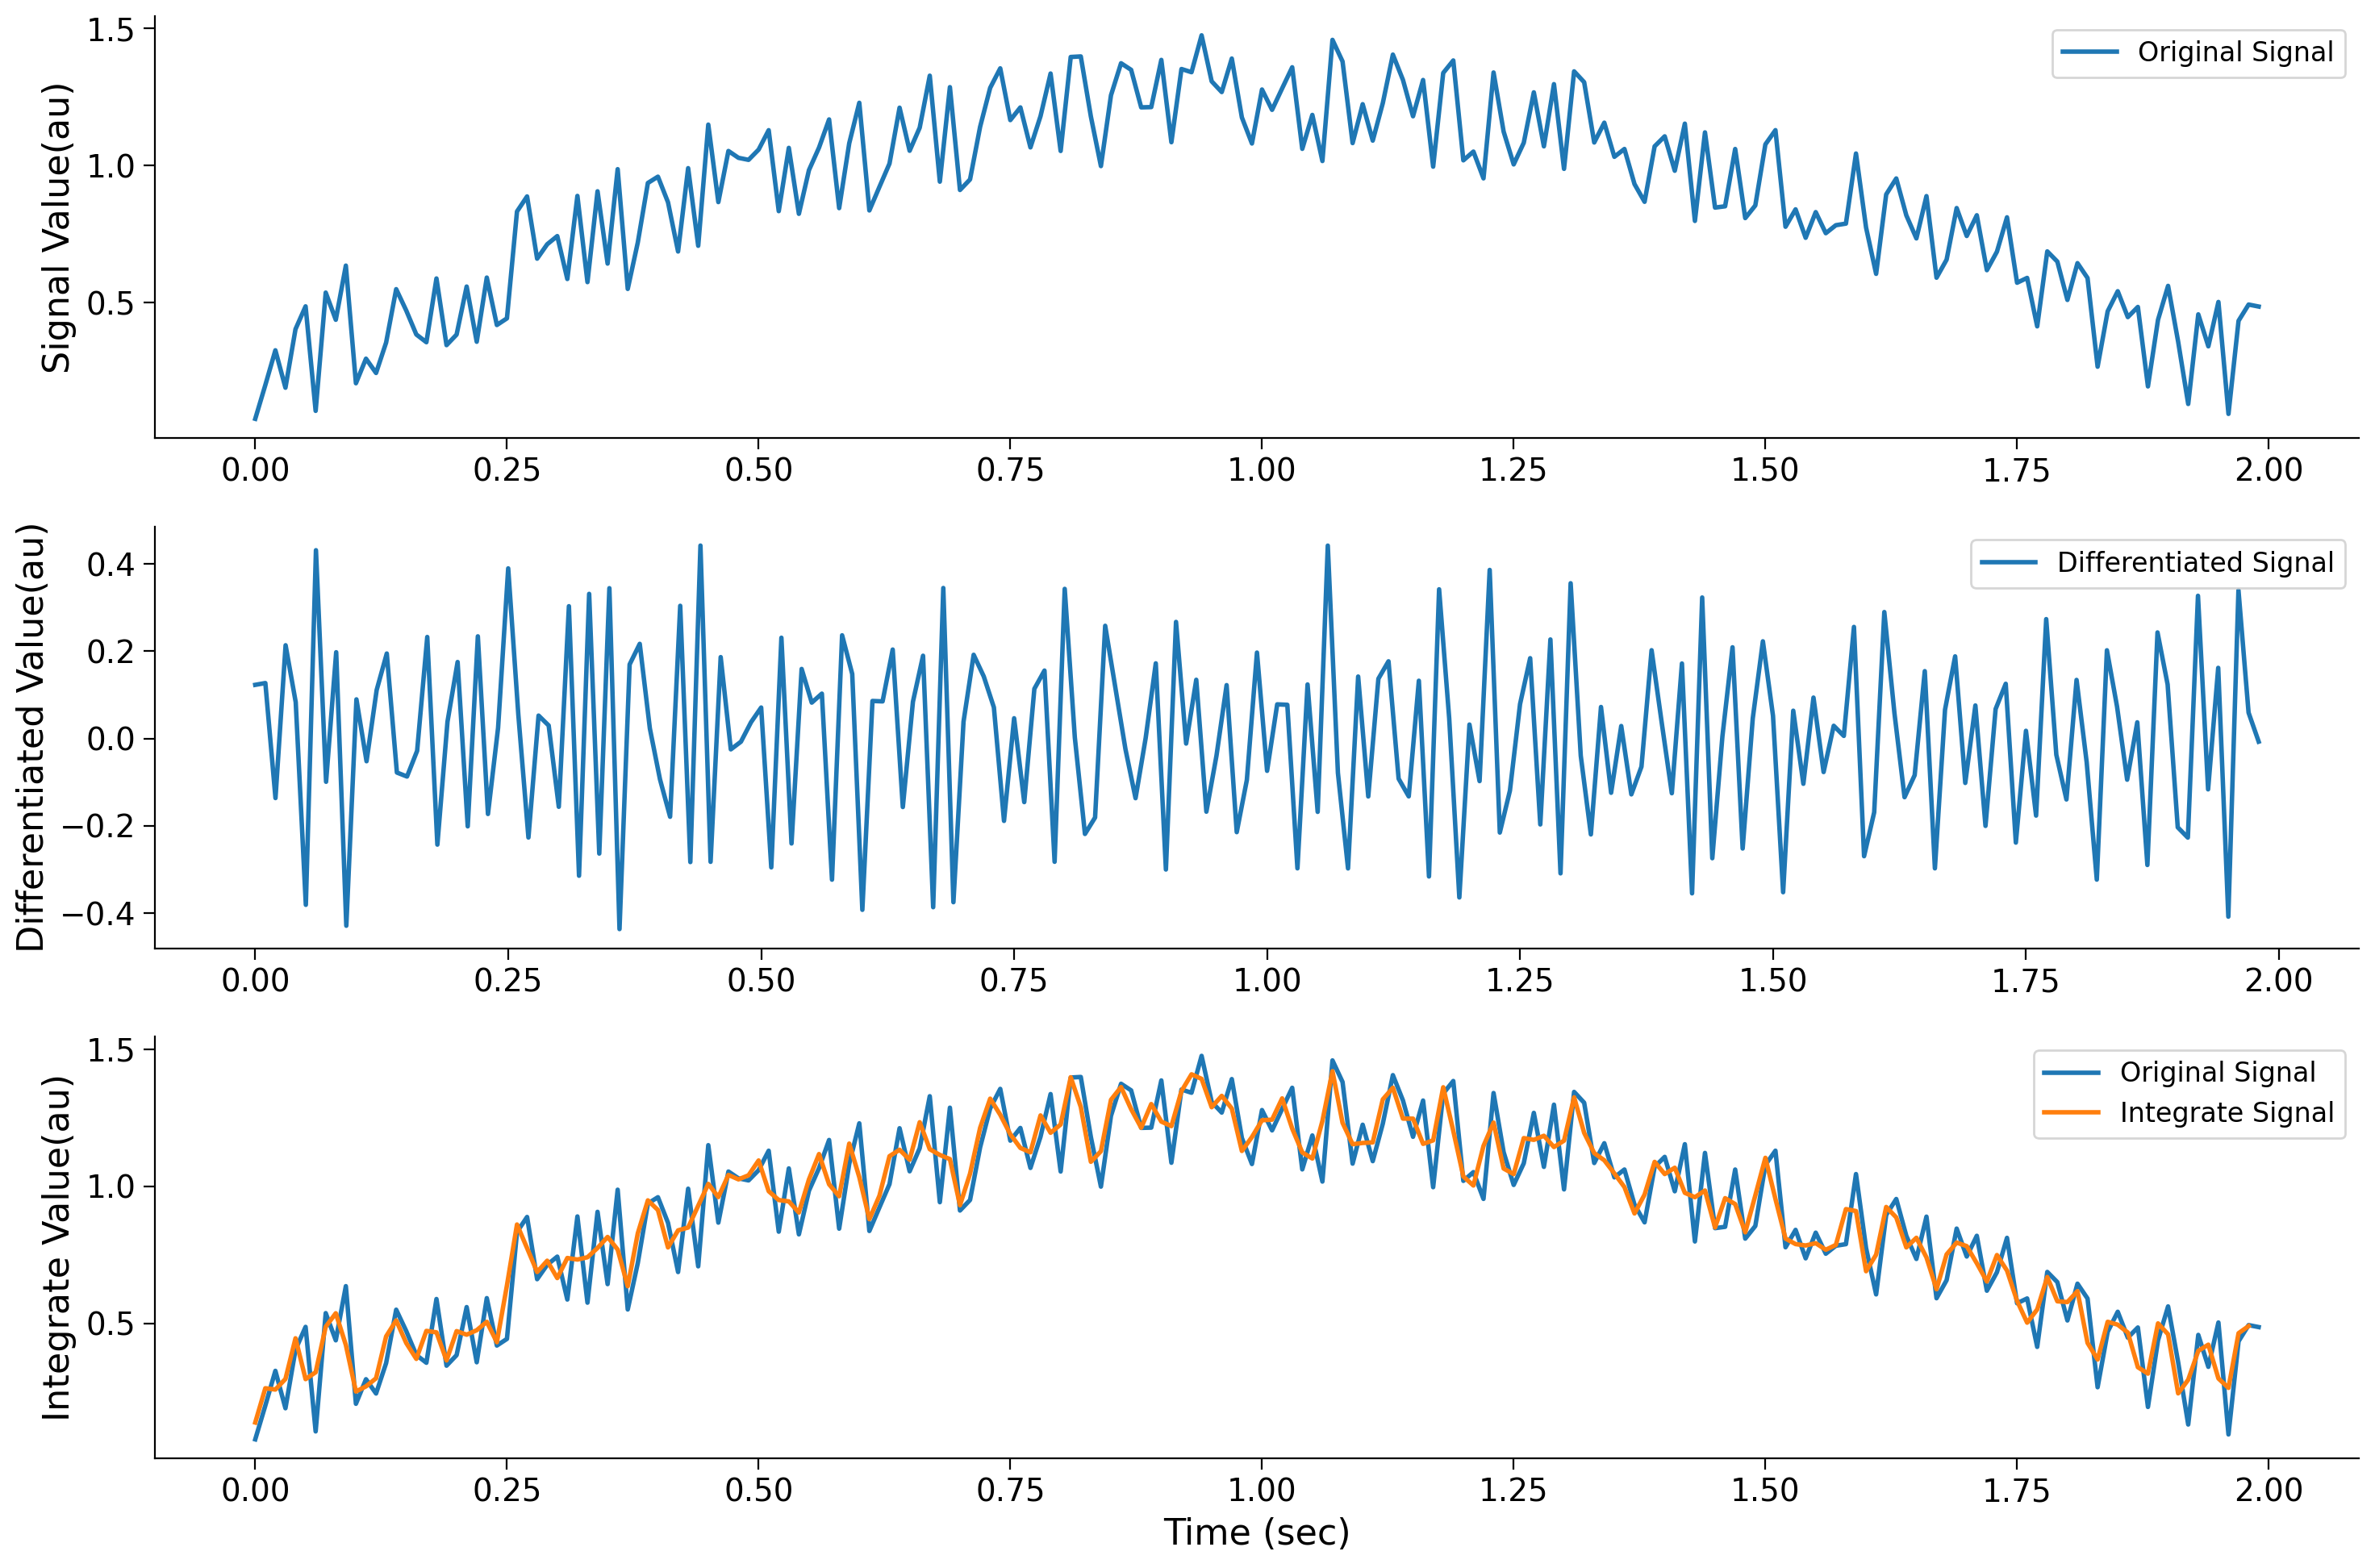 Signal Value(au)
1.5
1.0
0.5
Original Signal
0.00 0.25 0.50 0.75 1.00 1.25 1.50 1.75 2.00
Differentiated Value(au)
0.4
0.2
0.0
−0.2
−0.4
Differentiated Signal
0.00 0.25 0.50 0.75 1.00 1.25 1.50 1.75 2.00
Integrate Value(au)
1.5
1.0
0.5
Original Signal
Integrate Signal
0.00 0.25 0.50 0.75 1.00 1.25 1.50 1.75 2.00
Time (sec)